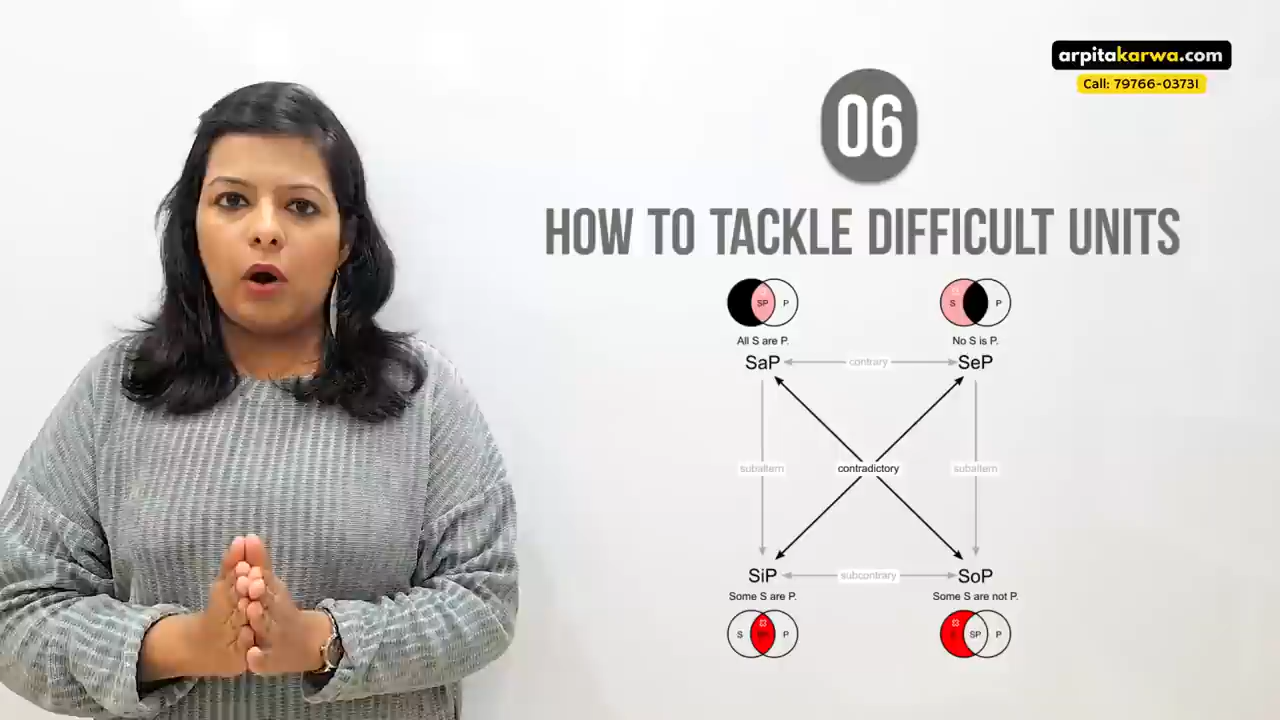 arpitakarwa.com
Call: 79766-03731
06
HOW TO TACKLE DIFFICULT UNITS
SP P
S P
All S are P.
No S is P.
SaP contrary SeP
subaltern contradictory subaltern
SiP subcontrary SoP
Some S are P.
Some S are not P.
S P
SP P